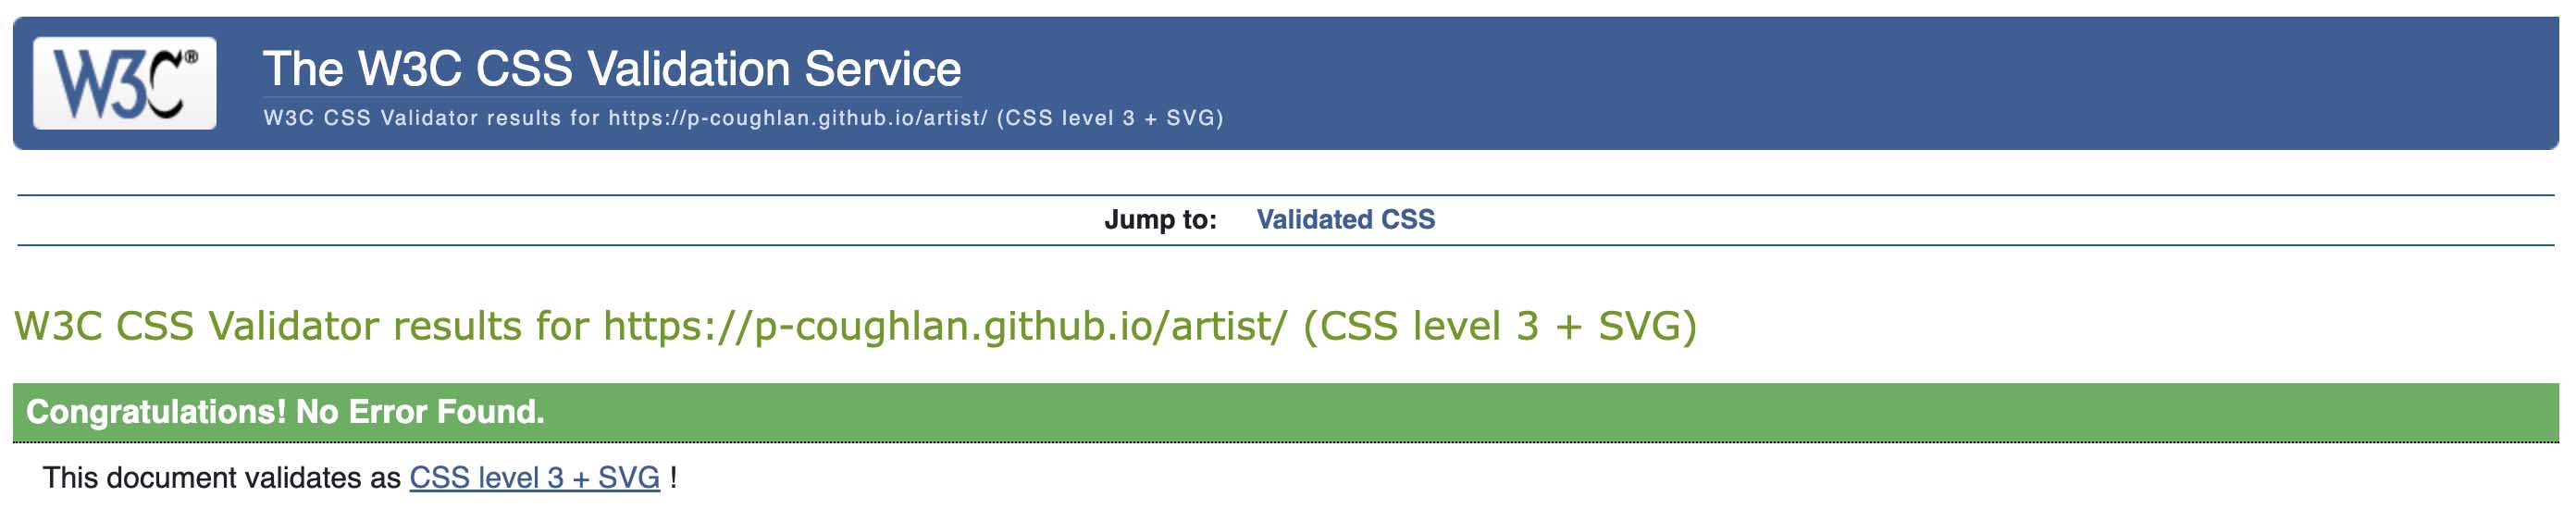 W3C®
The W3C CSS Validation Service
W3C CSS Validator results for https://p-coughlan.github.io/artist/ (CSS level 3 + SVG)
Jump to: Validated CSS
W3C CSS Validator results for https://p-coughlan.github.io/artist/ (CSS level 3 + SVG)
Congratulations! No Error Found.
This document validates as CSS level 3 + SVG !